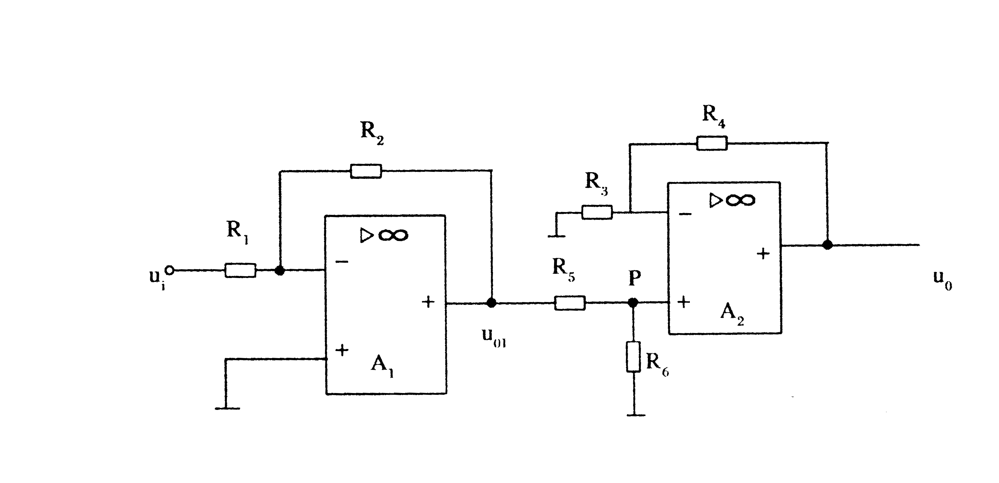 R₄
R₂
R₃
▷∞
−
R₁
▷∞
+
R₅
P
−
uᵢ
u₀
+
+
A₂
u₀₁
+
A₁
R₆